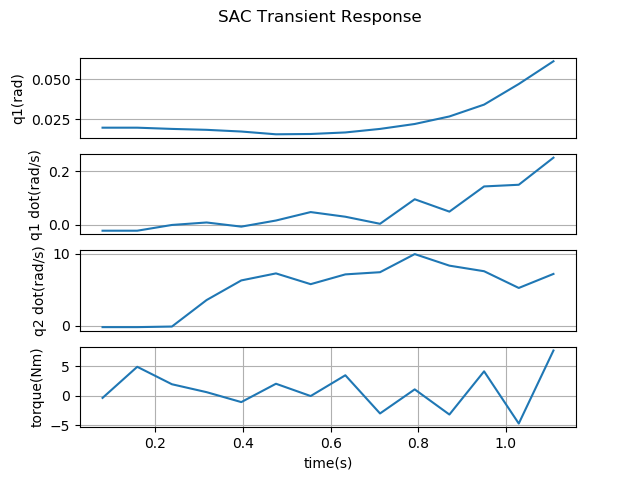 SAC Transient Response
q1(rad)
0.050
0.025
q1 dot(rad/s)
0.2
0.0
q2 dot(rad/s)
10
0
torque(Nm)
5
0
−5
0.2 0.4 0.6 0.8 1.0
time(s)